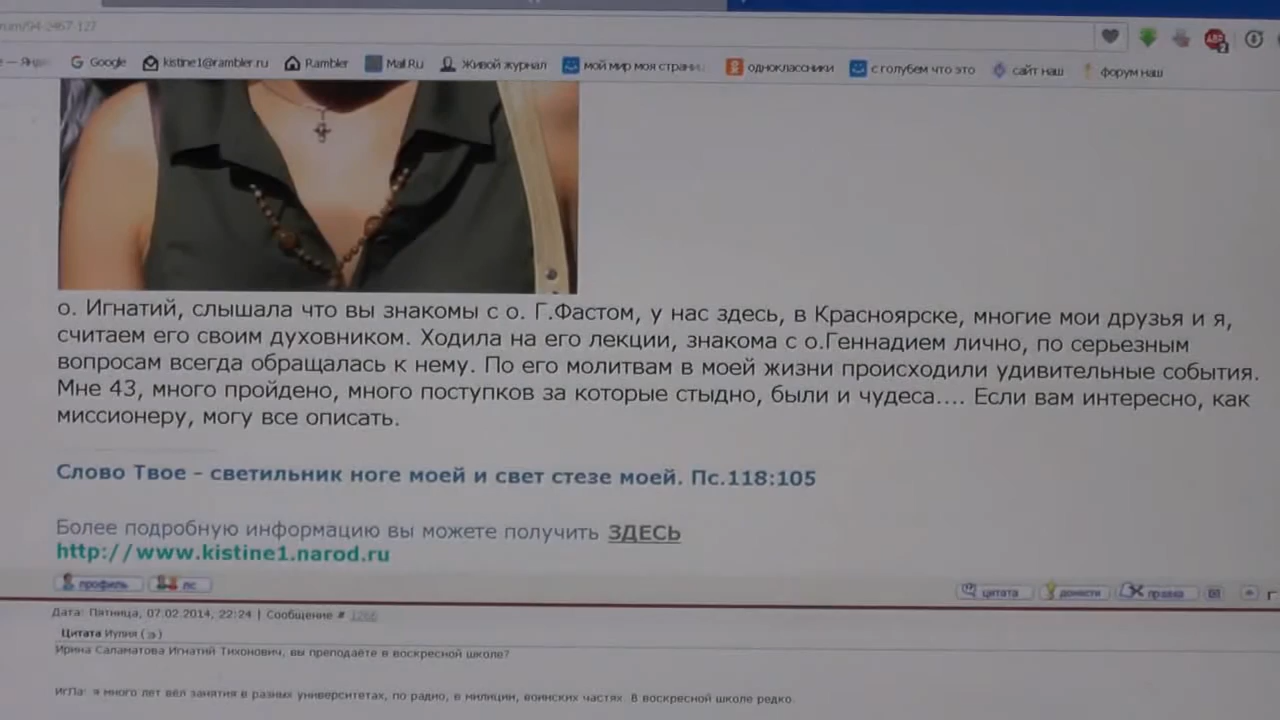 rum/94-2467-127
Google kistine1@rambler.ru Rambler Mail.Ru живой журнал мой мир моя страни одноклассники с голубем что это сайт наш форум наш
о. Игнатий, слышала что вы знакомы с о. Г.Фастом, у нас здесь, в Красноярске, многие мои друзья и я,
считаем его своим духовником. Ходила на его лекции, знакома с о.Геннадием лично, по серьезным
вопросам всегда обращалась к нему. По его молитвам в моей жизни происходили удивительные события.
Мне 43, много пройдено, много поступков за которые стыдно, были и чудеса.... Если вам интересно, как
миссионеру, могу все описать.
Слово Твое – светильник ноге моей и свет стезе моей. Пс.118:105
Более подробную информацию вы можете получить ЗДЕСЬ
http://www.kistine1.narod.ru
профиль лс цитата донести правка
Дата: Пятница, 07.02.2014, 22:24 | Сообщение # 1266
Цитата Иулия
Ирина Саламатова Игнатий Тихонович, вы преподаёте в воскресной школе?
ИгЛа: я много лет вёл занятия в разных университетах, по радио, в милиции, воинских частях. В воскресной школе редко.